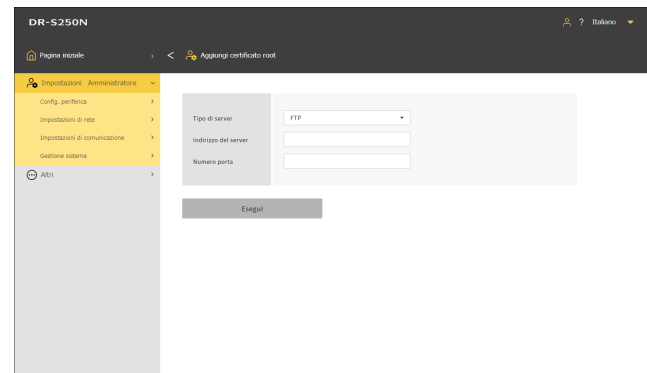 DR-S250N
? Italiano
Pagina iniziale
Aggiungi certificato root
Impostazioni Amministratore
Config. periferica
Impostazioni di rete
Impostazioni di comunicazione
Gestione sistema
Altri
Tipo di server FTP
Indirizzo del server
Numero porta
Esegui